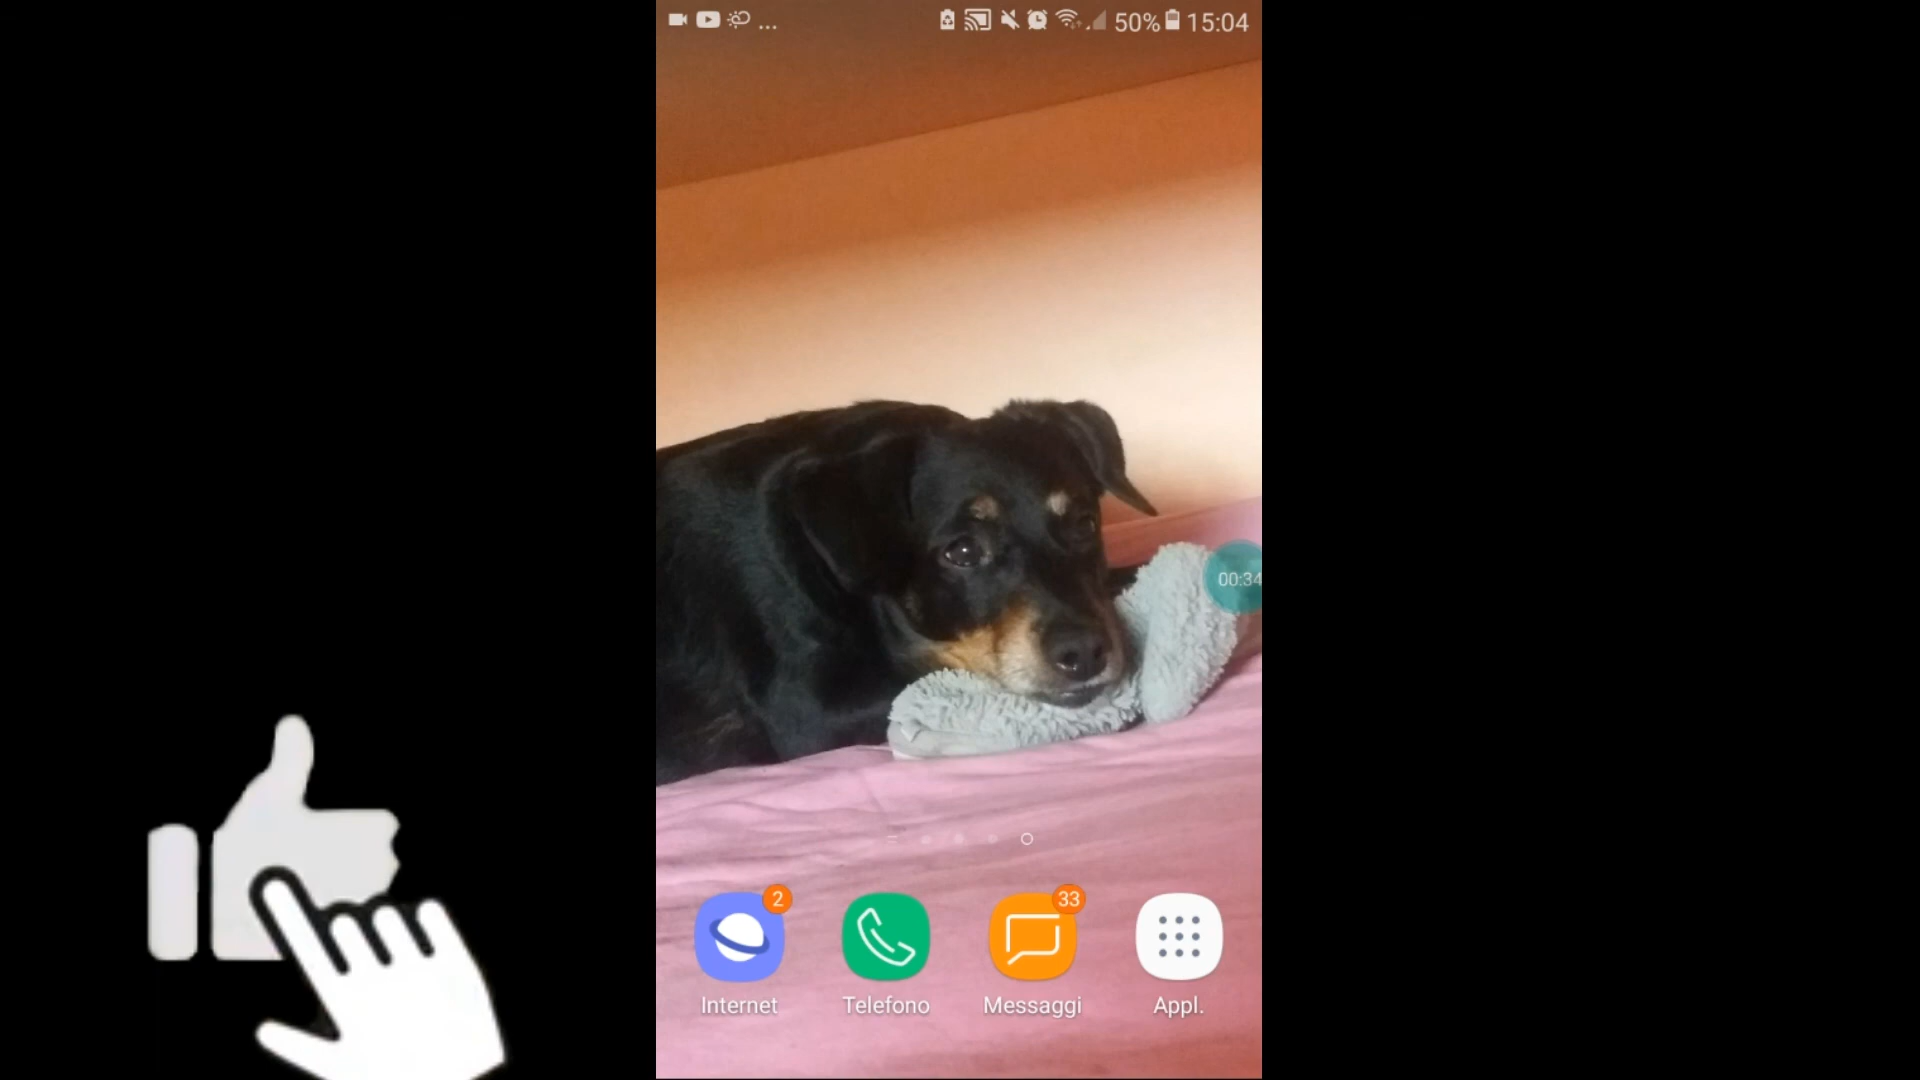 ... 50% 15:04
00:34
2 33
Internet Telefono Messaggi Appl.